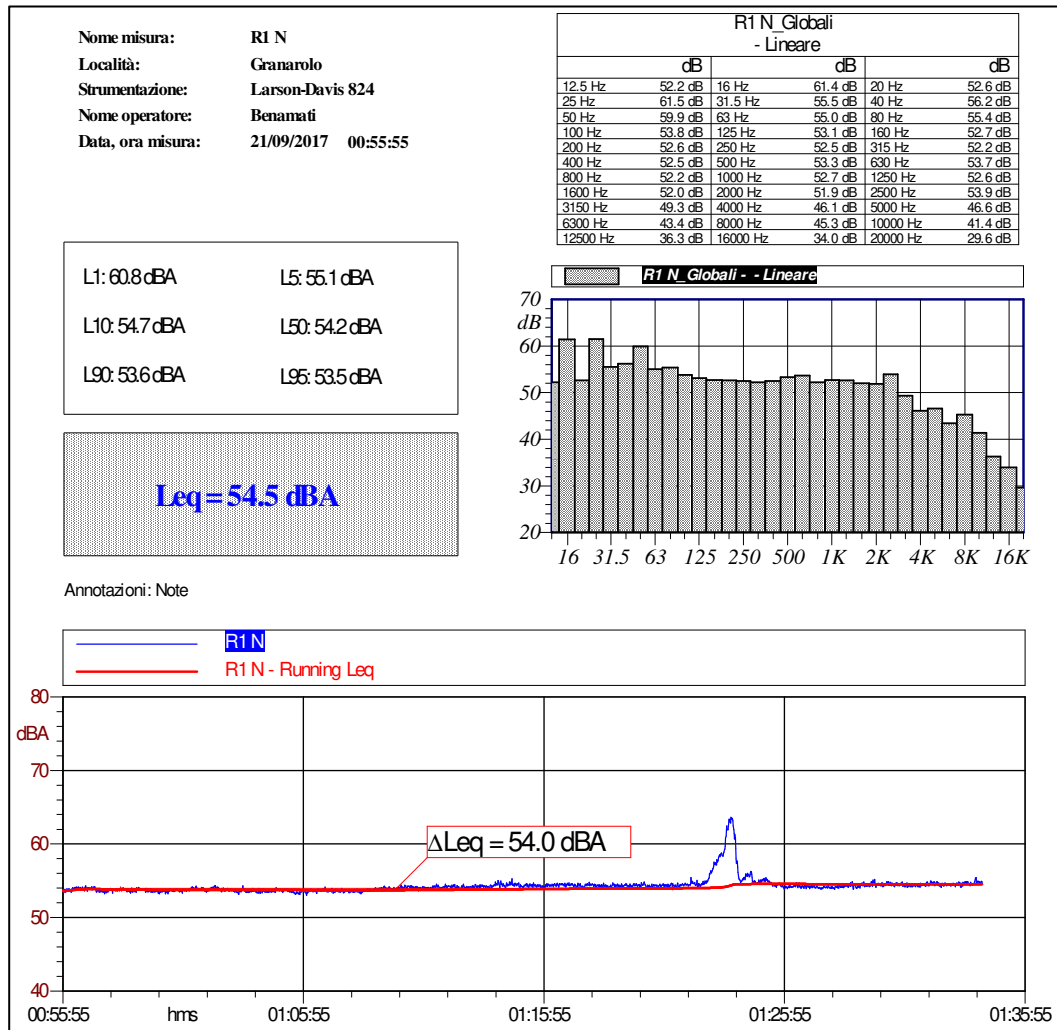 Nome misura: R1 N
Località: Granarolo
Strumentazione: Larson-Davis 824
Nome operatore: Benamati
Data, ora misura: 21/09/2017 00:55:55
R1 N_Globali
- Lineare
dB dB dB
12.5 Hz 52.2 dB 16 Hz 61.4 dB 20 Hz 52.6 dB
25 Hz 61.5 dB 31.5 Hz 55.5 dB 40 Hz 56.2 dB
50 Hz 59.9 dB 63 Hz 55.0 dB 80 Hz 55.4 dB
100 Hz 53.8 dB 125 Hz 53.1 dB 160 Hz 52.7 dB
200 Hz 52.6 dB 250 Hz 52.5 dB 315 Hz 52.2 dB
400 Hz 52.5 dB 500 Hz 53.3 dB 630 Hz 53.7 dB
800 Hz 52.2 dB 1000 Hz 52.7 dB 1250 Hz 52.6 dB
1600 Hz 52.0 dB 2000 Hz 51.9 dB 2500 Hz 53.9 dB
3150 Hz 49.3 dB 4000 Hz 46.1 dB 5000 Hz 46.6 dB
6300 Hz 43.4 dB 8000 Hz 45.3 dB 10000 Hz 41.4 dB
12500 Hz 36.3 dB 16000 Hz 34.0 dB 20000 Hz 29.6 dB
L1: 60.8 dBA L5: 55.1 dBA
L10: 54.7 dBA L50: 54.2 dBA
L90: 53.6 dBA L95: 53.5 dBA
Leq = 54.5 dBA
R1 N_Globali - - Lineare
70
dB
60
50
40
30
20
16 31.5 63 125 250 500 1K 2K 4K 8K 16K
Annotazioni: Note
R1 N
R1 N - Running Leq
80
dBA
70
60
50
40
ΔLeq = 54.0 dBA
00:55:55 hms 01:05:55 01:15:55 01:25:55 01:35:55